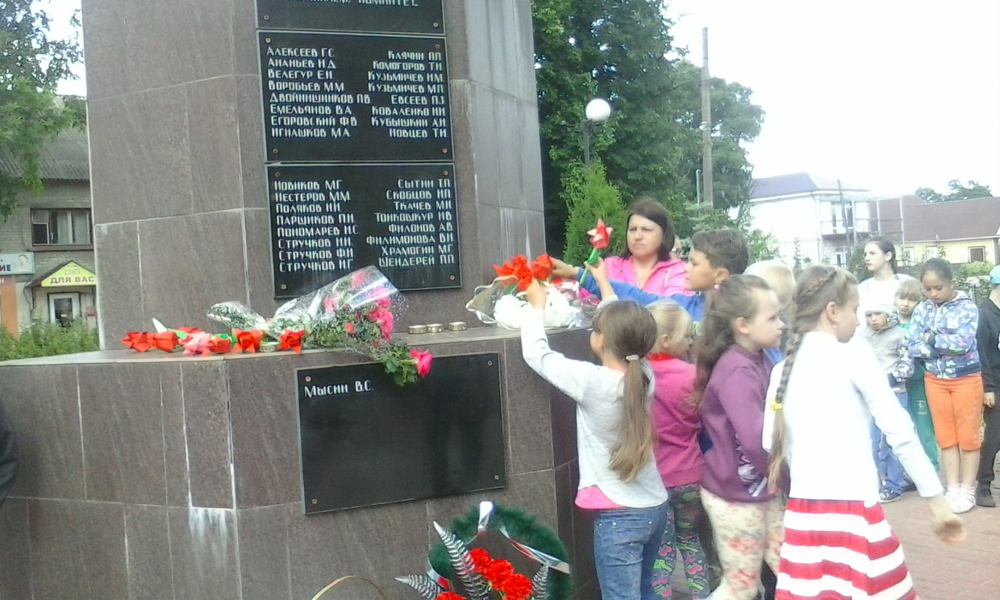 АЛЕКСЕЕВ Г.С.
АНАНЬЕВ И.Д.
ВЕЛЕГУР Е.И.
ВОРОБЬЕВ М.М.
ДВОЙНИШНИКОВ П.В.
ЕМЕЛЬЯНОВ В.А.
ЕГОРОВСКИЙ Ф.В.
ИГНАШКОВ М.А.
КЛЯЧИН П.П.
КОМОГОРОВ Т.И.
КУЗЬМИЧЕВ И.М.
КУЗЬМИЧЕВ М.П.
ЕВСЕЕВ П.З.
КОВАЛЕНКО И.И.
КУБЫШКИН А.И.
НОВЦЕВ Т.И.
НОВИКОВ М.Г.
НЕСТЕРОВ М.М.
ПОЛЯКОВ И.И.
ПАРШИКОВ П.И.
ПОНОМАРЕВ И.С.
СТРУЧКОВ И.И.
СТРУЧКОВ Ф.И.
СТРУЧКОВ И.Г.
СЫТИН Т.П.
СКОБЦОВ И.П.
ТКАЧЕВ М.И.
ТОНКОШКУР И.В.
ФИЛОНОВ А.В.
ФИЛИМОНОВА В.И.
ХРАМОГИН М.Г.
ШЕНДЕРЕЙ П.П.
МЫСИН В.С.
ДЛЯ ВАС